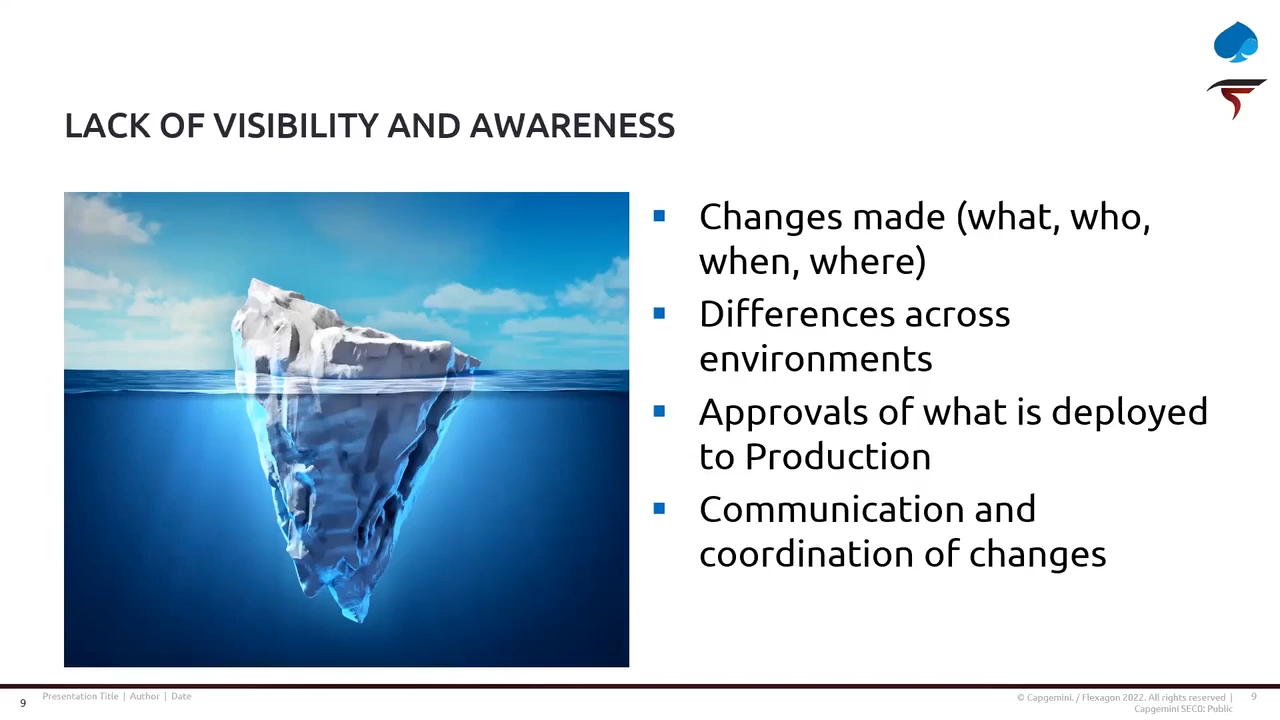 LACK OF VISIBILITY AND AWARENESS
▪ Changes made (what, who,
when, where)
▪ Differences across
environments
▪ Approvals of what is deployed
to Production
▪ Communication and
coordination of changes
9
Presentation Title | Author | Date
© Capgemini. / Flexagon 2022. All rights reserved |
Capgemini SEC0: Public
9